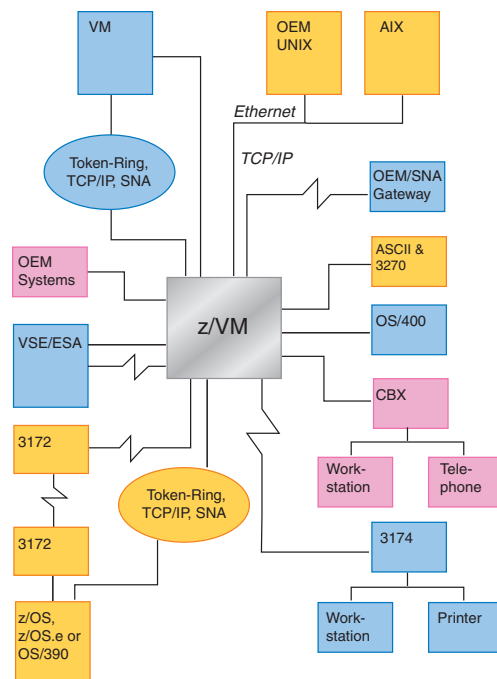 VM
OEM
UNIX
AIX
Ethernet
TCP/IP
Token-Ring,
TCP/IP, SNA
OEM/SNA
Gateway
OEM
Systems
ASCII &
3270
z/VM
VSE/ESA
OS/400
CBX
3172
Work-
station
Tele-
phone
Token-Ring,
TCP/IP, SNA
3172
3174
z/OS,
z/OS.e or
OS/390
Work-
station
Printer